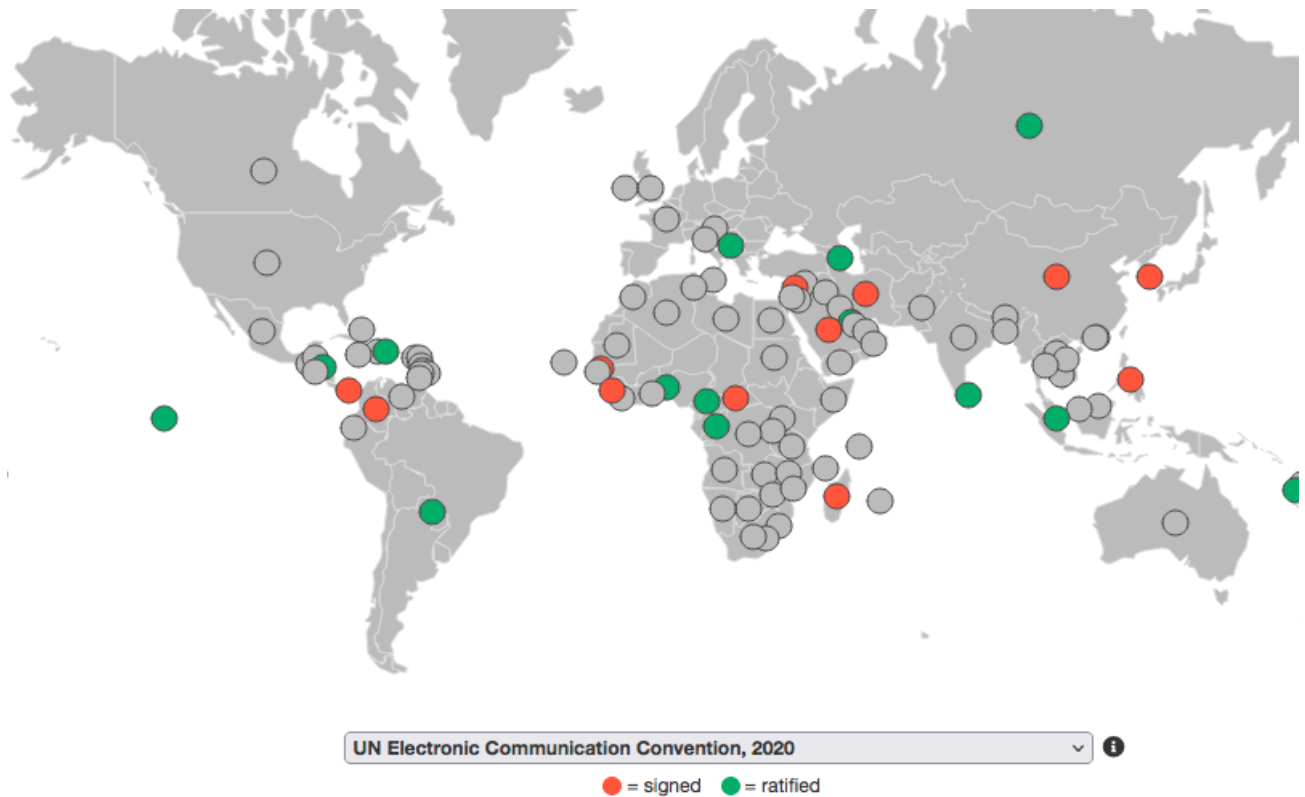 UN Electronic Communication Convention, 2020
= signed = ratified